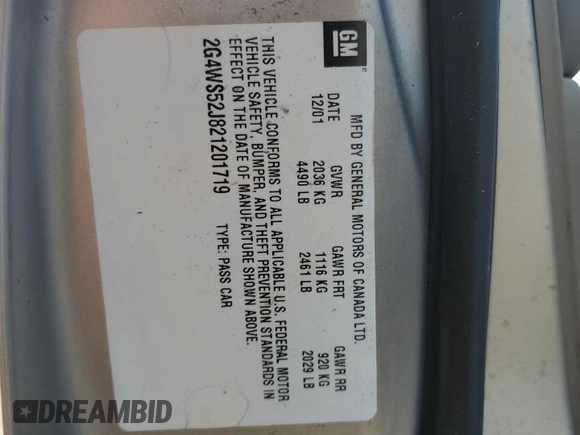 GM
MFD BY GENERAL MOTORS OF CANADA LTD.
DATE GVWR GAWR FRT GAWR RR
12/01 2036 KG 1116 KG 920 KG
4490 LB 2461 LB 2029 LB
THIS VEHICLE CONFORMS TO ALL APPLICABLE U.S. FEDERAL MOTOR
VEHICLE SAFETY, BUMPER, AND THEFT PREVENTION STANDARDS IN
EFFECT ON THE DATE OF MANUFACTURE SHOWN ABOVE.
2G4WS52J821201719 TYPE: PASS CAR
DREAMBID